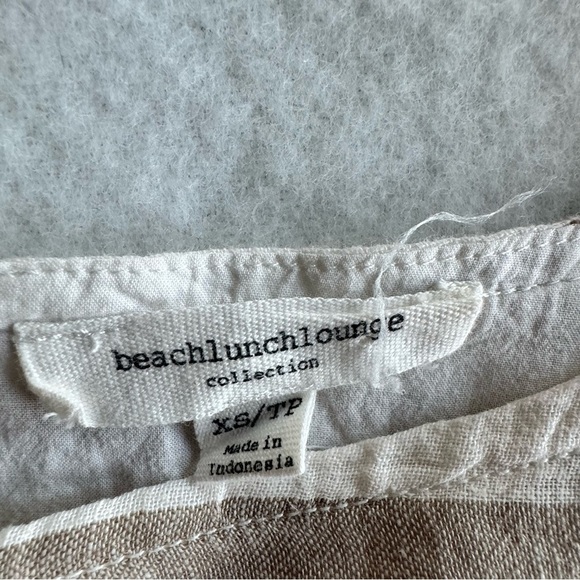 beachlunchlounge
collection
XS/TP
Made in
Indonesia